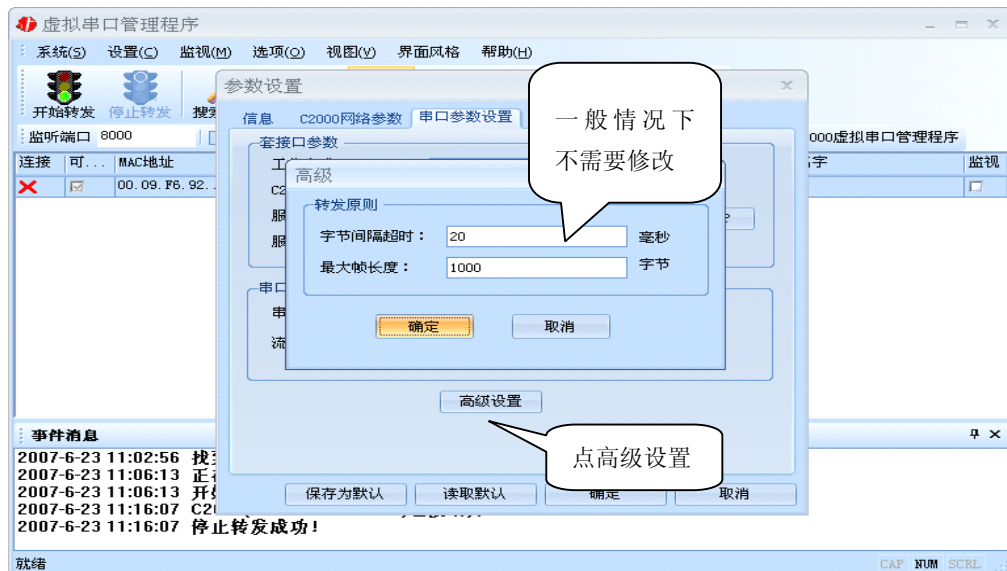 虚拟串口管理程序
系统(S) 设置(C) 监视(M) 选项(O) 视图(V) 界面风格 帮助(H)
开始转发 停止转发
监听端口 8000
000虚拟串口管理程序
连接 可... MAC地址 监视
00.09.F6.92..
参数设置
信息 C2000网络参数 串口参数设置
套接口参数
高级
转发原则
字节间隔超时： 20 毫秒
最大帧长度： 1000 字节
确定 取消
一般情况下
不需要修改
高级设置
点高级设置
保存为默认 读取默认 确定 取消
事件消息
2007-6-23 11:02:56
2007-6-23 11:06:13
2007-6-23 11:06:13
2007-6-23 11:16:07
2007-6-23 11:16:07 停止转发成功!
就绪 CAP NUM SCRL